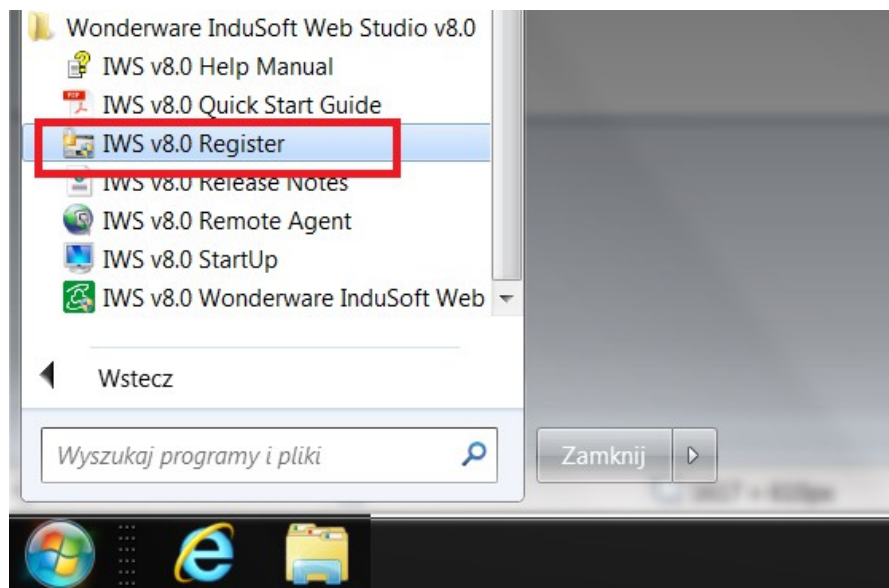 Wonderware InduSoft Web Studio v8.0
IWS v8.0 Help Manual
IWS v8.0 Quick Start Guide
IWS v8.0 Register
IWS v8.0 Release Notes
IWS v8.0 Remote Agent
IWS v8.0 StartUp
IWS v8.0 Wonderware InduSoft Web
Wstecz
Wyszukaj programy i pliki
Zamknij